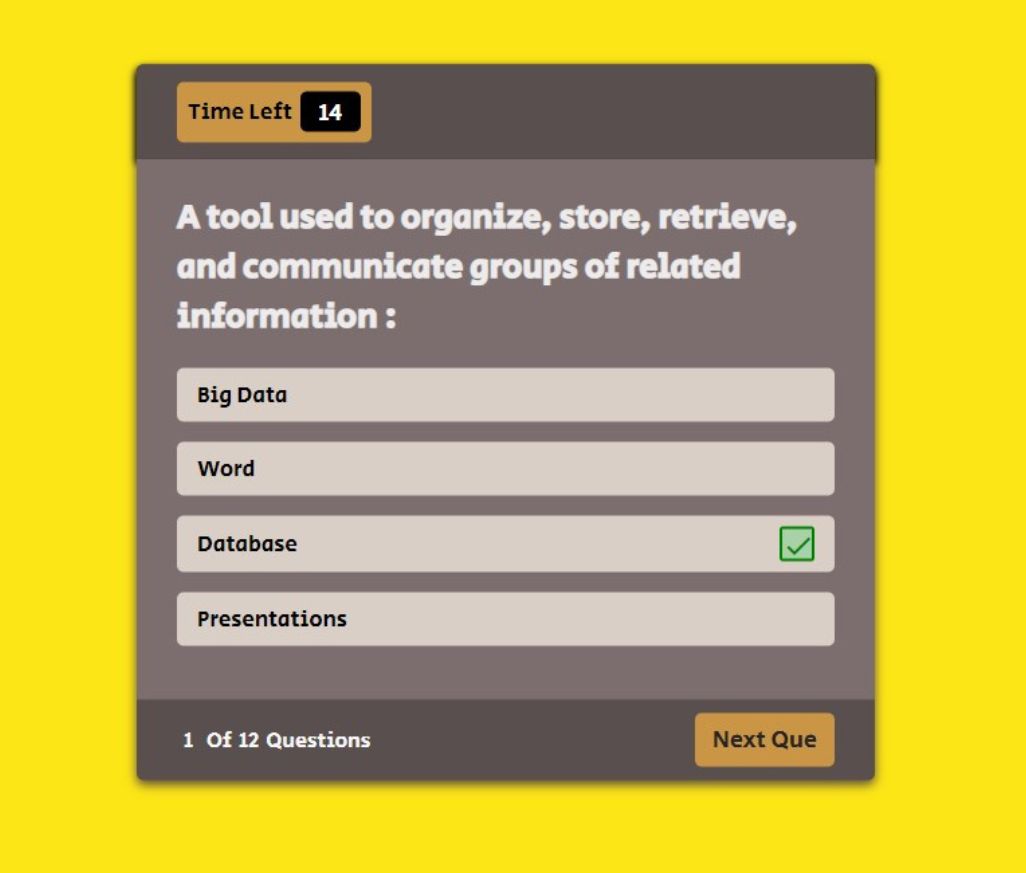 Time Left 14
A tool used to organize, store, retrieve,
and communicate groups of related
information :
Big Data
Word
Database
Presentations
1 Of 12 Questions
Next Que